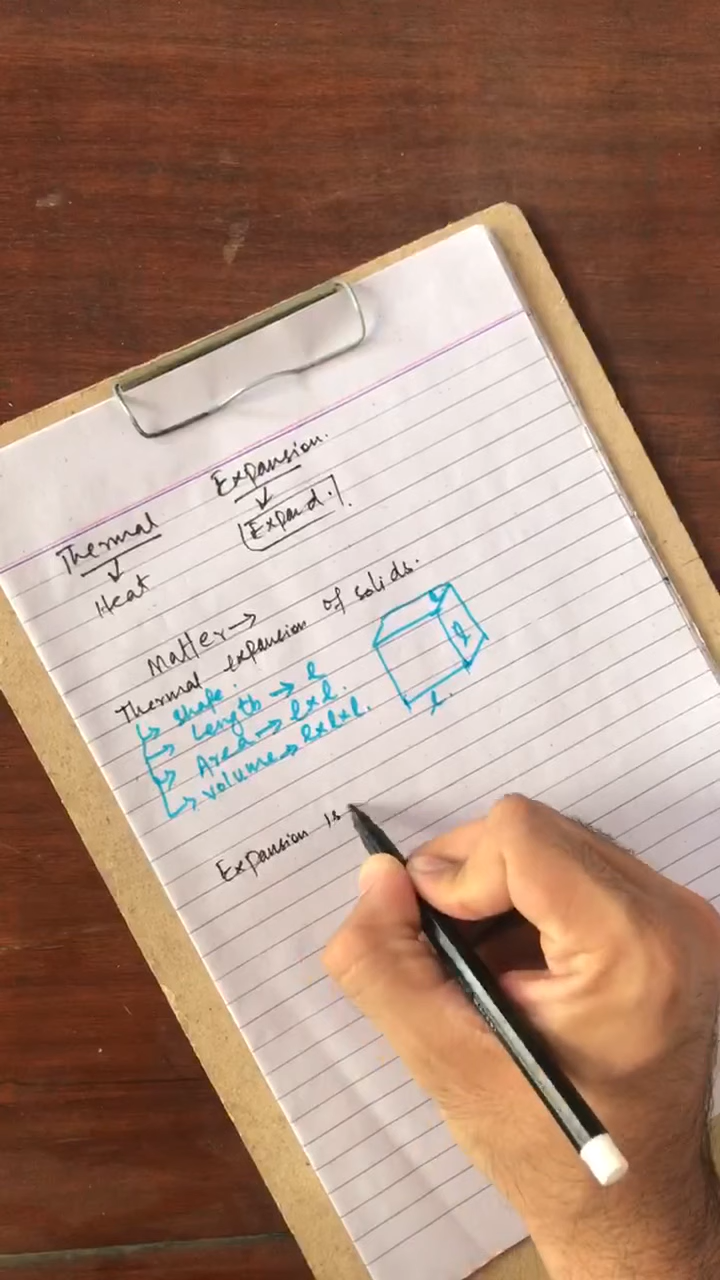 Thermal Expansion.
↓ ↓
Heat |Expand.|.
Matter→
Thermal expansion of solids.
↳ Shape.
↳ Length → l
↳ Area → l×l.
↳ Volume → l×l×l.
l
l
l.
Expansion is